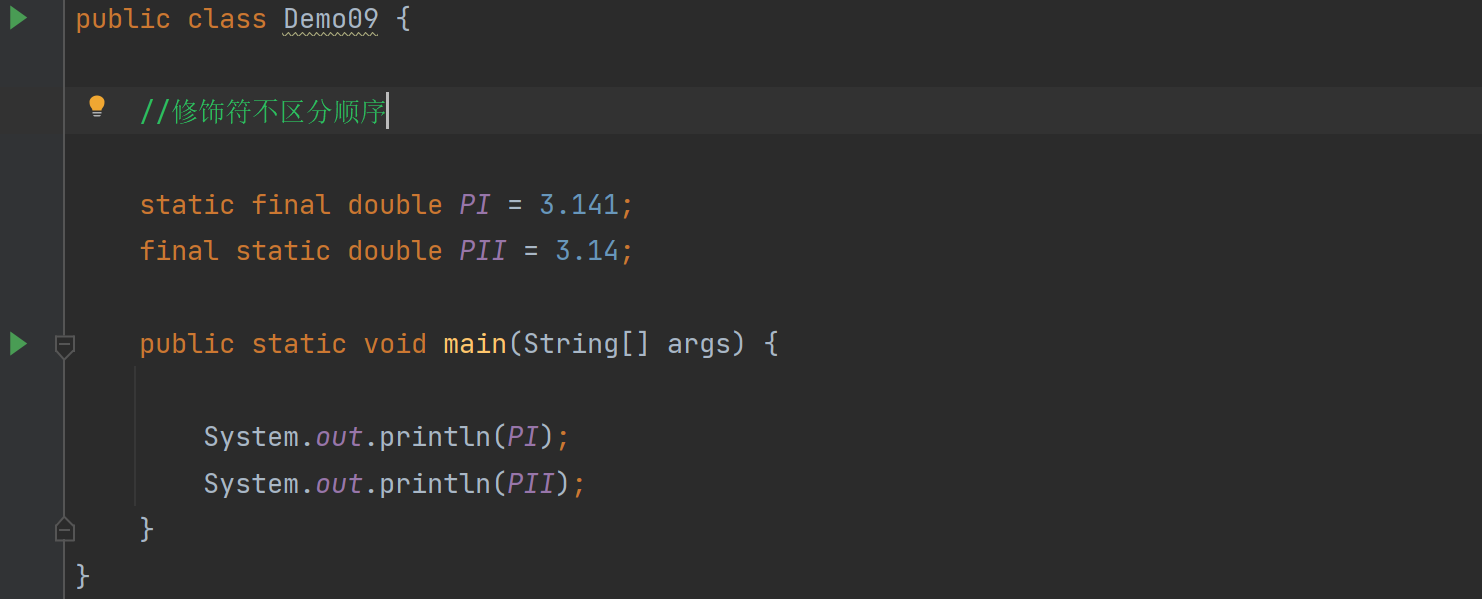 public class Demo09 {
//修饰符不区分顺序
static final double PI = 3.141;
final static double PII = 3.14;
public static void main(String[] args) {
System.out.println(PI);
System.out.println(PII);
}
}